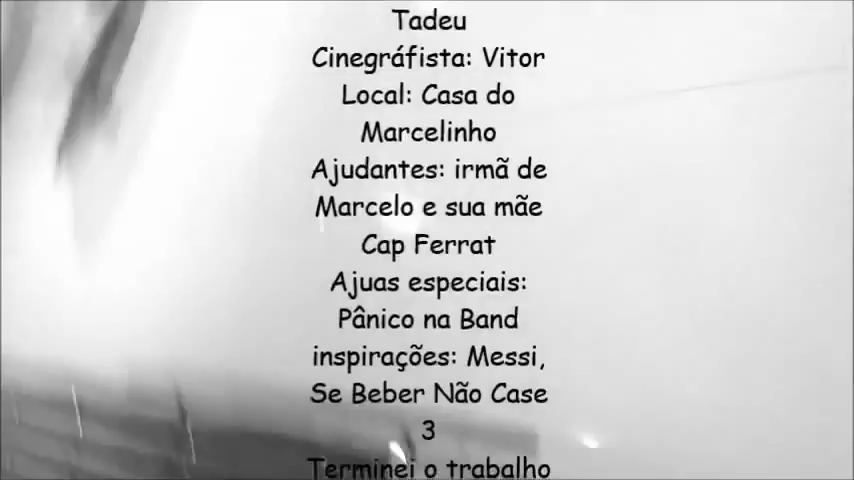 Tadeu
Cinegráfista: Vitor
Local: Casa do
Marcelinho
Ajudantes: irmã de
Marcelo e sua mãe
Cap Ferrat
Ajuas especiais:
Pânico na Band
inspirações: Messi,
Se Beber Não Case
3
Terminei o trabalho